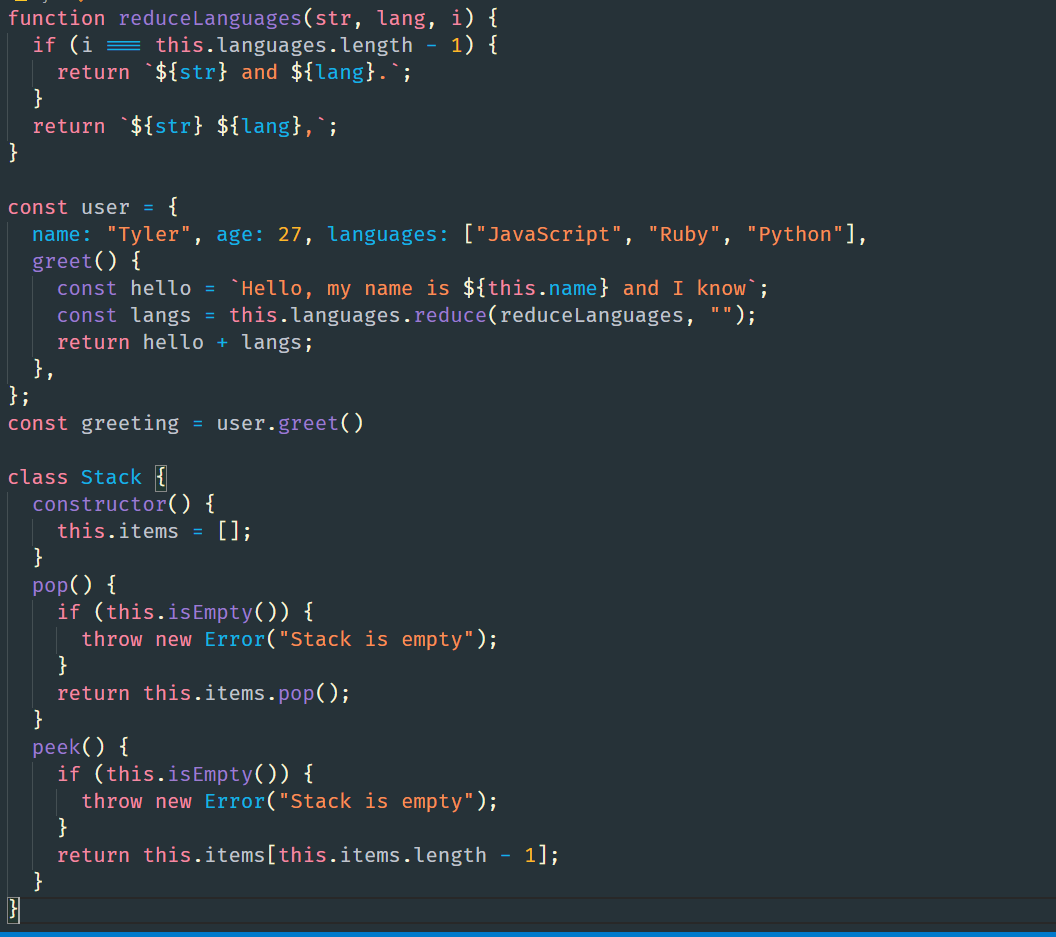 function reduceLanguages(str, lang, i) {
  if (i === this.languages.length - 1) {
    return `${str} and ${lang}.`;
  }
  return `${str} ${lang},`;
}

const user = {
  name: "Tyler", age: 27, languages: ["JavaScript", "Ruby", "Python"],
  greet() {
    const hello = `Hello, my name is ${this.name} and I know`;
    const langs = this.languages.reduce(reduceLanguages, "");
    return hello + langs;
  },
};
const greeting = user.greet()

class Stack {
  constructor() {
    this.items = [];
  }
  pop() {
    if (this.isEmpty()) {
      throw new Error("Stack is empty");
    }
    return this.items.pop();
  }
  peek() {
    if (this.isEmpty()) {
      throw new Error("Stack is empty");
    }
    return this.items[this.items.length - 1];
  }
}